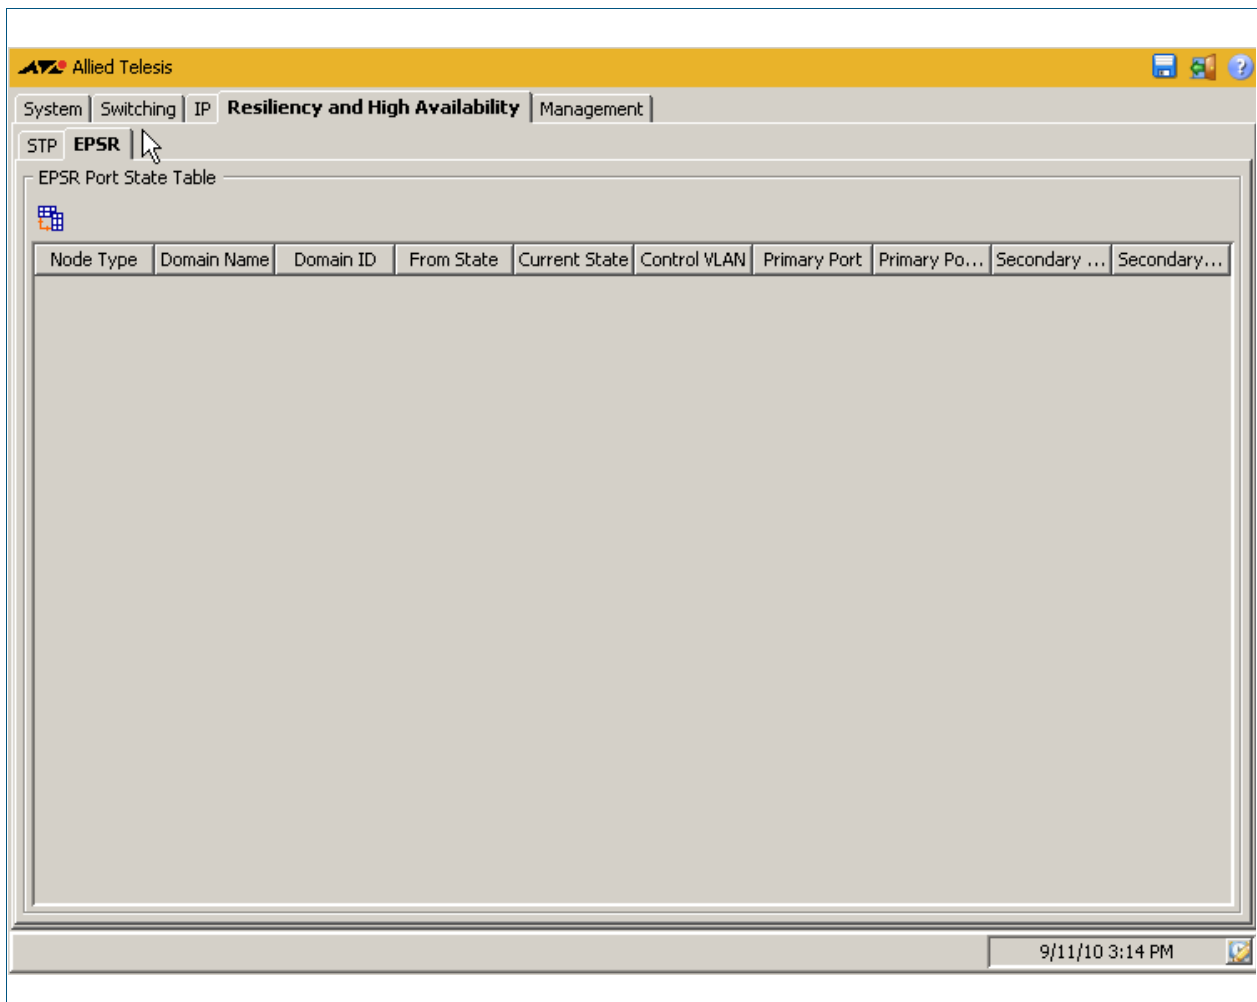 Allied Telesis
System Switching IP Resiliency and High Availability Management
STP EPSR
EPSR Port State Table
Node Type Domain Name Domain ID From State Current State Control VLAN Primary Port Primary Po... Secondary ... Secondary...
9/11/10 3:14 PM